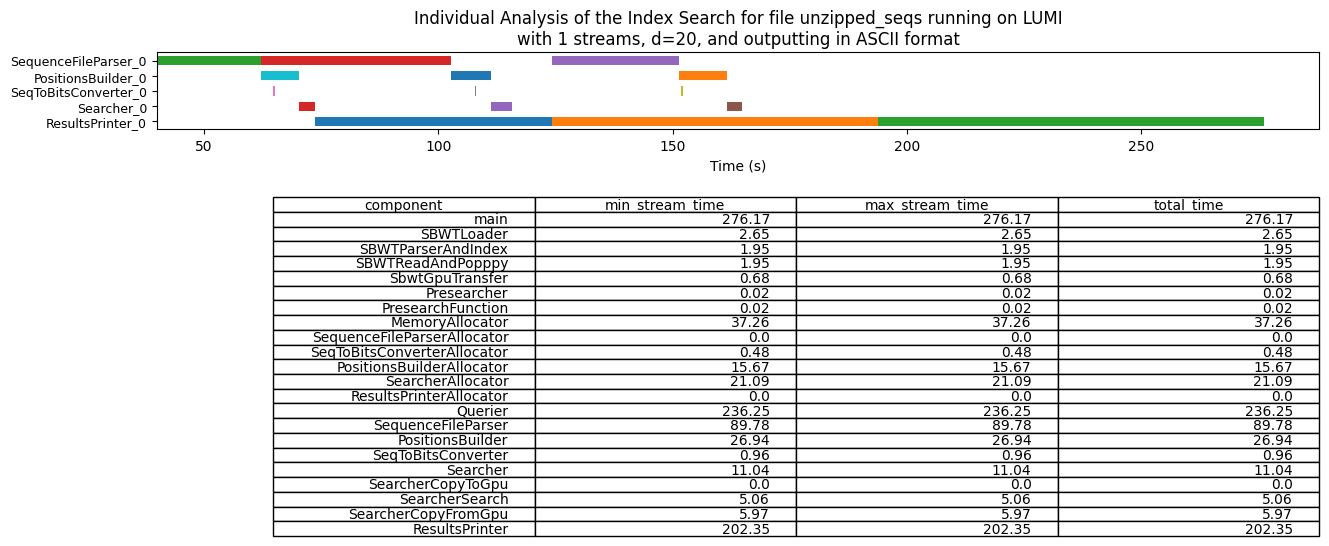 Individual Analysis of the Index Search for file unzipped_seqs running on LUMI
with 1 streams, d=20, and outputting in ASCII format
SequenceFileParser_0
PositionsBuilder_0
SeqToBitsConverter_0
Searcher_0
ResultsPrinter_0
50 100 150 200 250
Time (s)
component min_stream_time max_stream_time total_time
main 276.17 276.17 276.17
SBWTLoader 2.65 2.65 2.65
SBWTParserAndIndex 1.95 1.95 1.95
SBWTReadAndPopppy 1.95 1.95 1.95
SbwtGpuTransfer 0.68 0.68 0.68
Presearcher 0.02 0.02 0.02
PresearchFunction 0.02 0.02 0.02
MemoryAllocator 37.26 37.26 37.26
SequenceFileParserAllocator 0.0 0.0 0.0
SeqToBitsConverterAllocator 0.48 0.48 0.48
PositionsBuilderAllocator 15.67 15.67 15.67
SearcherAllocator 21.09 21.09 21.09
ResultsPrinterAllocator 0.0 0.0 0.0
Querier 236.25 236.25 236.25
SequenceFileParser 89.78 89.78 89.78
PositionsBuilder 26.94 26.94 26.94
SeqToBitsConverter 0.96 0.96 0.96
Searcher 11.04 11.04 11.04
SearcherCopyToGpu 0.0 0.0 0.0
SearcherSearch 5.06 5.06 5.06
SearcherCopyFromGpu 5.97 5.97 5.97
ResultsPrinter 202.35 202.35 202.35